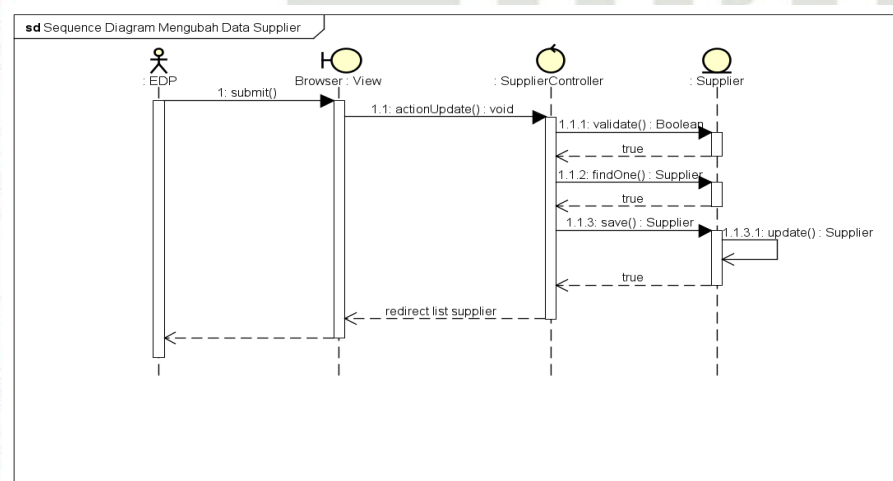 sd Sequence Diagram Mengubah Data Supplier
: EDP
Browser : View
: SupplierController
: Supplier
1: submit()
1.1: actionUpdate() : void
1.1.1: validate() : Boolean
true
1.1.2: findOne() : Supplier
true
1.1.3: save() : Supplier
1.1.3.1: update() : Supplier
true
redirect list supplier